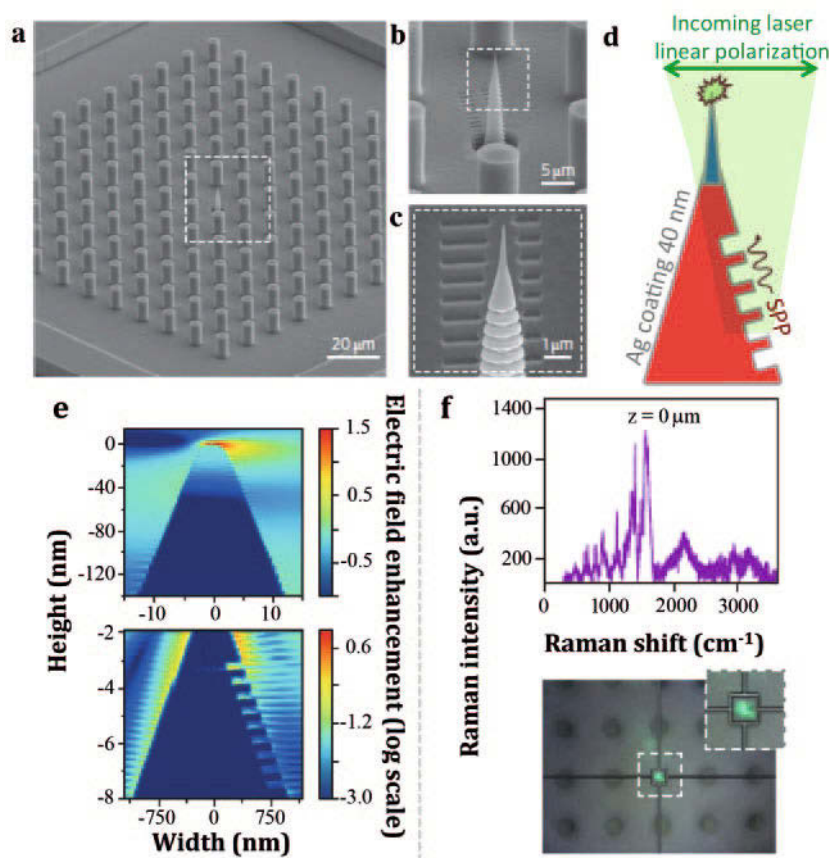 a
20 µm
b
5 µm
c
1 µm
d
Incoming laser
linear polarization
Ag coating 40 nm
SPP
e
Height (nm)
0
-40
-80
-120
-10
0
10
1.5
0.5
-0.5
-2
-4
-6
-8
-750
0
750
Width (nm)
0.6
-1.2
-3.0
Electric field enhancement (log scale)
f
Raman intensity (a.u.)
1400
1000
600
200
z = 0 µm
0
1000
2000
3000
Raman shift (cm⁻¹)